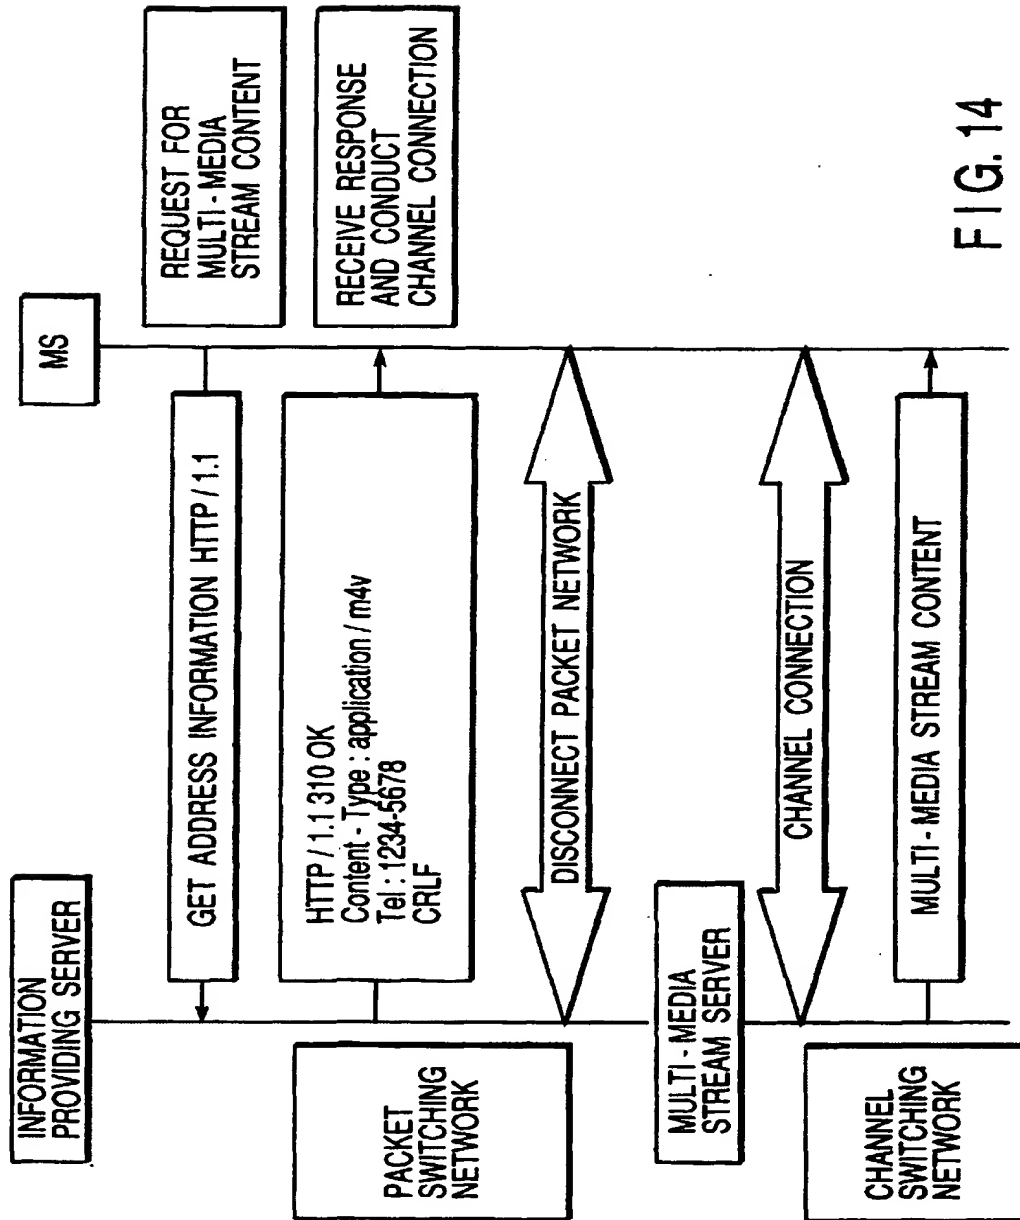 INFORMATION
PROVIDING SERVER
MS
GET ADDRESS INFORMATION HTTP / 1.1
REQUEST FOR
MULTI - MEDIA
STREAM CONTENT
PACKET
SWITCHING
NETWORK
HTTP / 1.1 310 OK
Content - Type : application / m4v
Tel : 1234-5678
CRLF
RECEIVE RESPONSE
AND CONDUCT
CHANNEL CONNECTION
DISCONNECT PACKET NETWORK
MULTI - MEDIA
STREAM SERVER
CHANNEL CONNECTION
CHANNEL
SWITCHING
NETWORK
MULTI - MEDIA STREAM CONTENT
FIG. 14